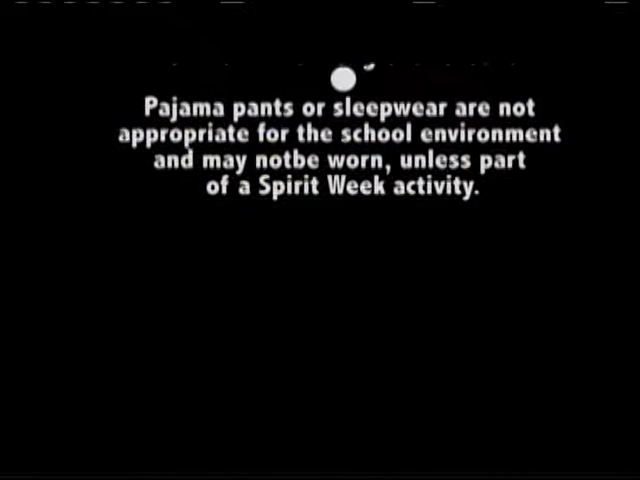 Pajama pants or sleepwear are not
appropriate for the school environment
and may notbe worn, unless part
of a Spirit Week activity.